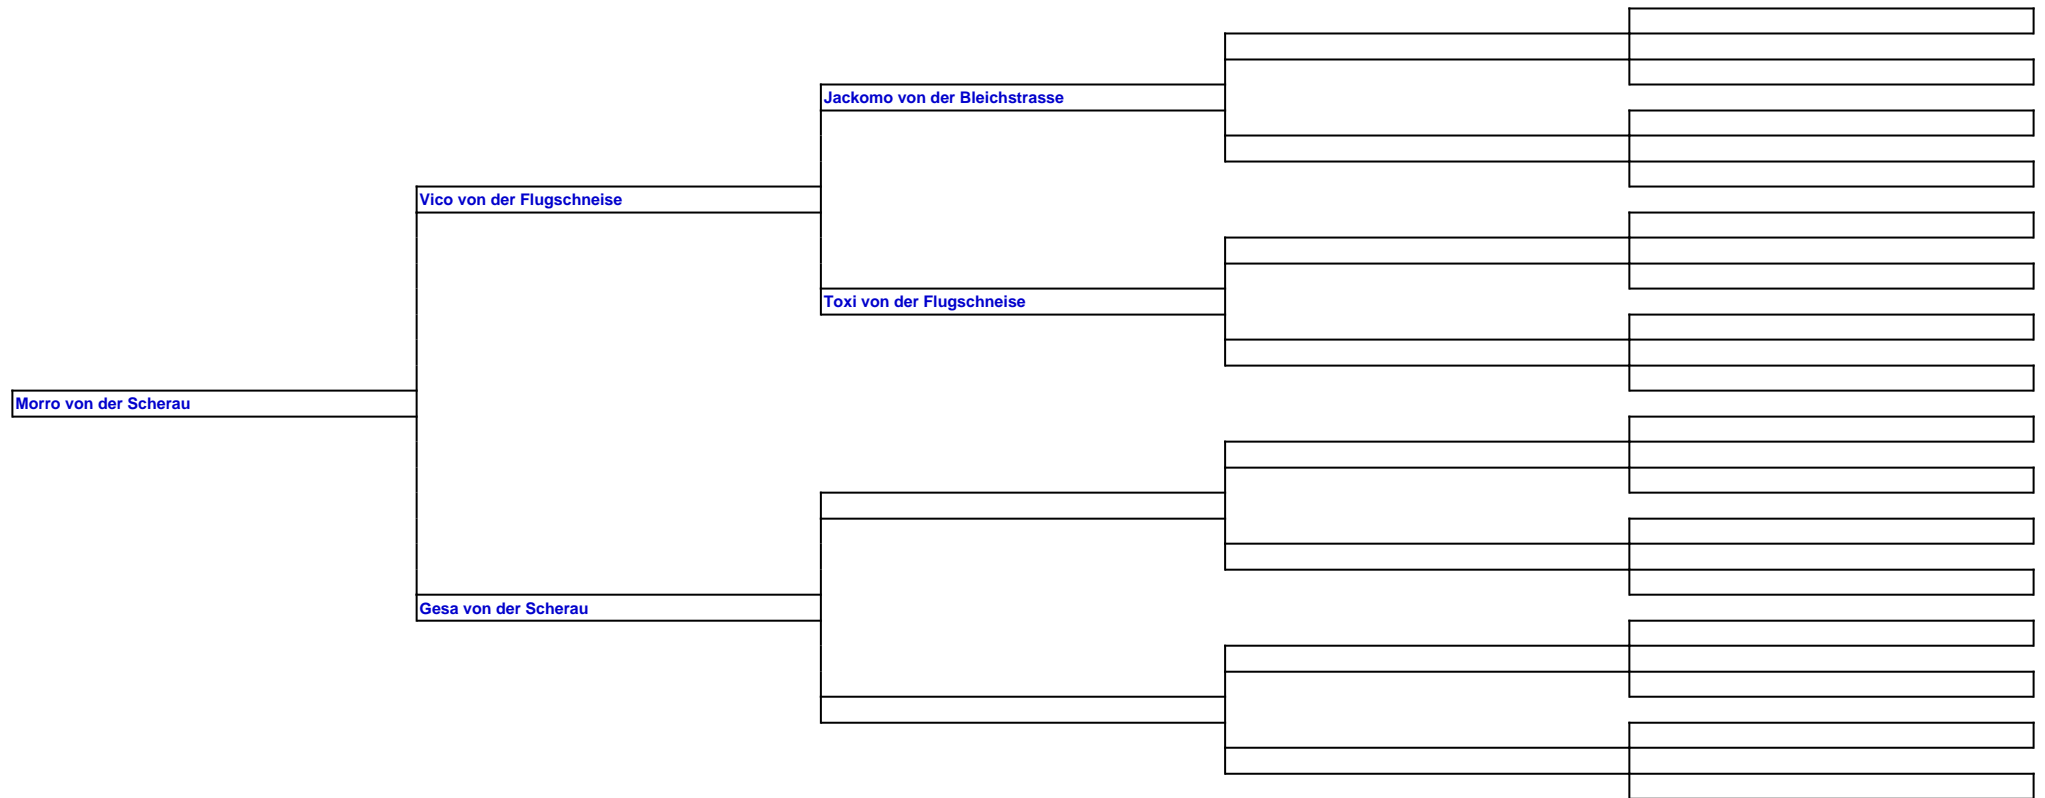 Jackomo von der Bleichstrasse
Vico von der Flugschneise
Toxi von der Flugschneise
Morro von der Scherau
Gesa von der Scherau